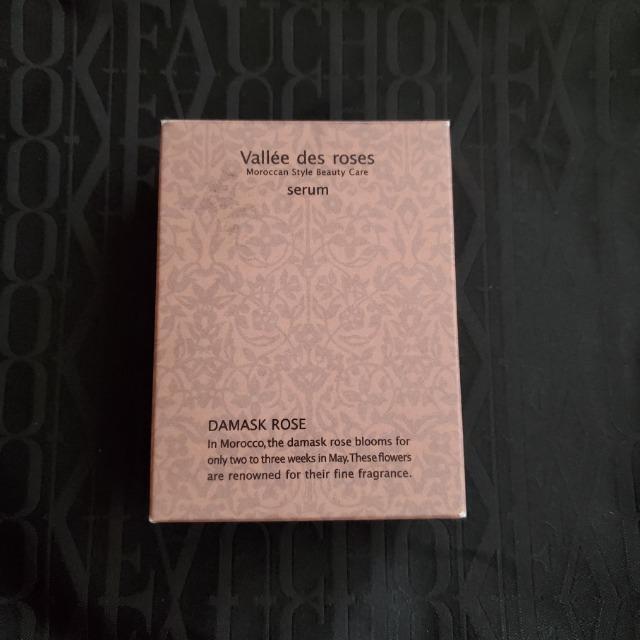 Vallée des roses
Moroccan Style Beauty Care
serum
DAMASK ROSE
In Morocco, the damask rose blooms for
only two to three weeks in May. These flowers
are renowned for their fine fragrance.